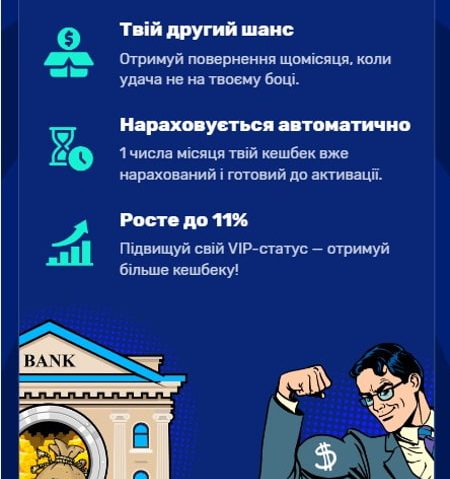 Твій другий шанс
Отримуй повернення щомісяця, коли
удача не на твоєму боці.
Нараховується автоматично
1 числа місяця твій кешбек вже
нарахований і готовий до активації.
Росте до 11%
Підвищуй свій VIP-статус — отримуй
більше кешбеку!
BANK
$